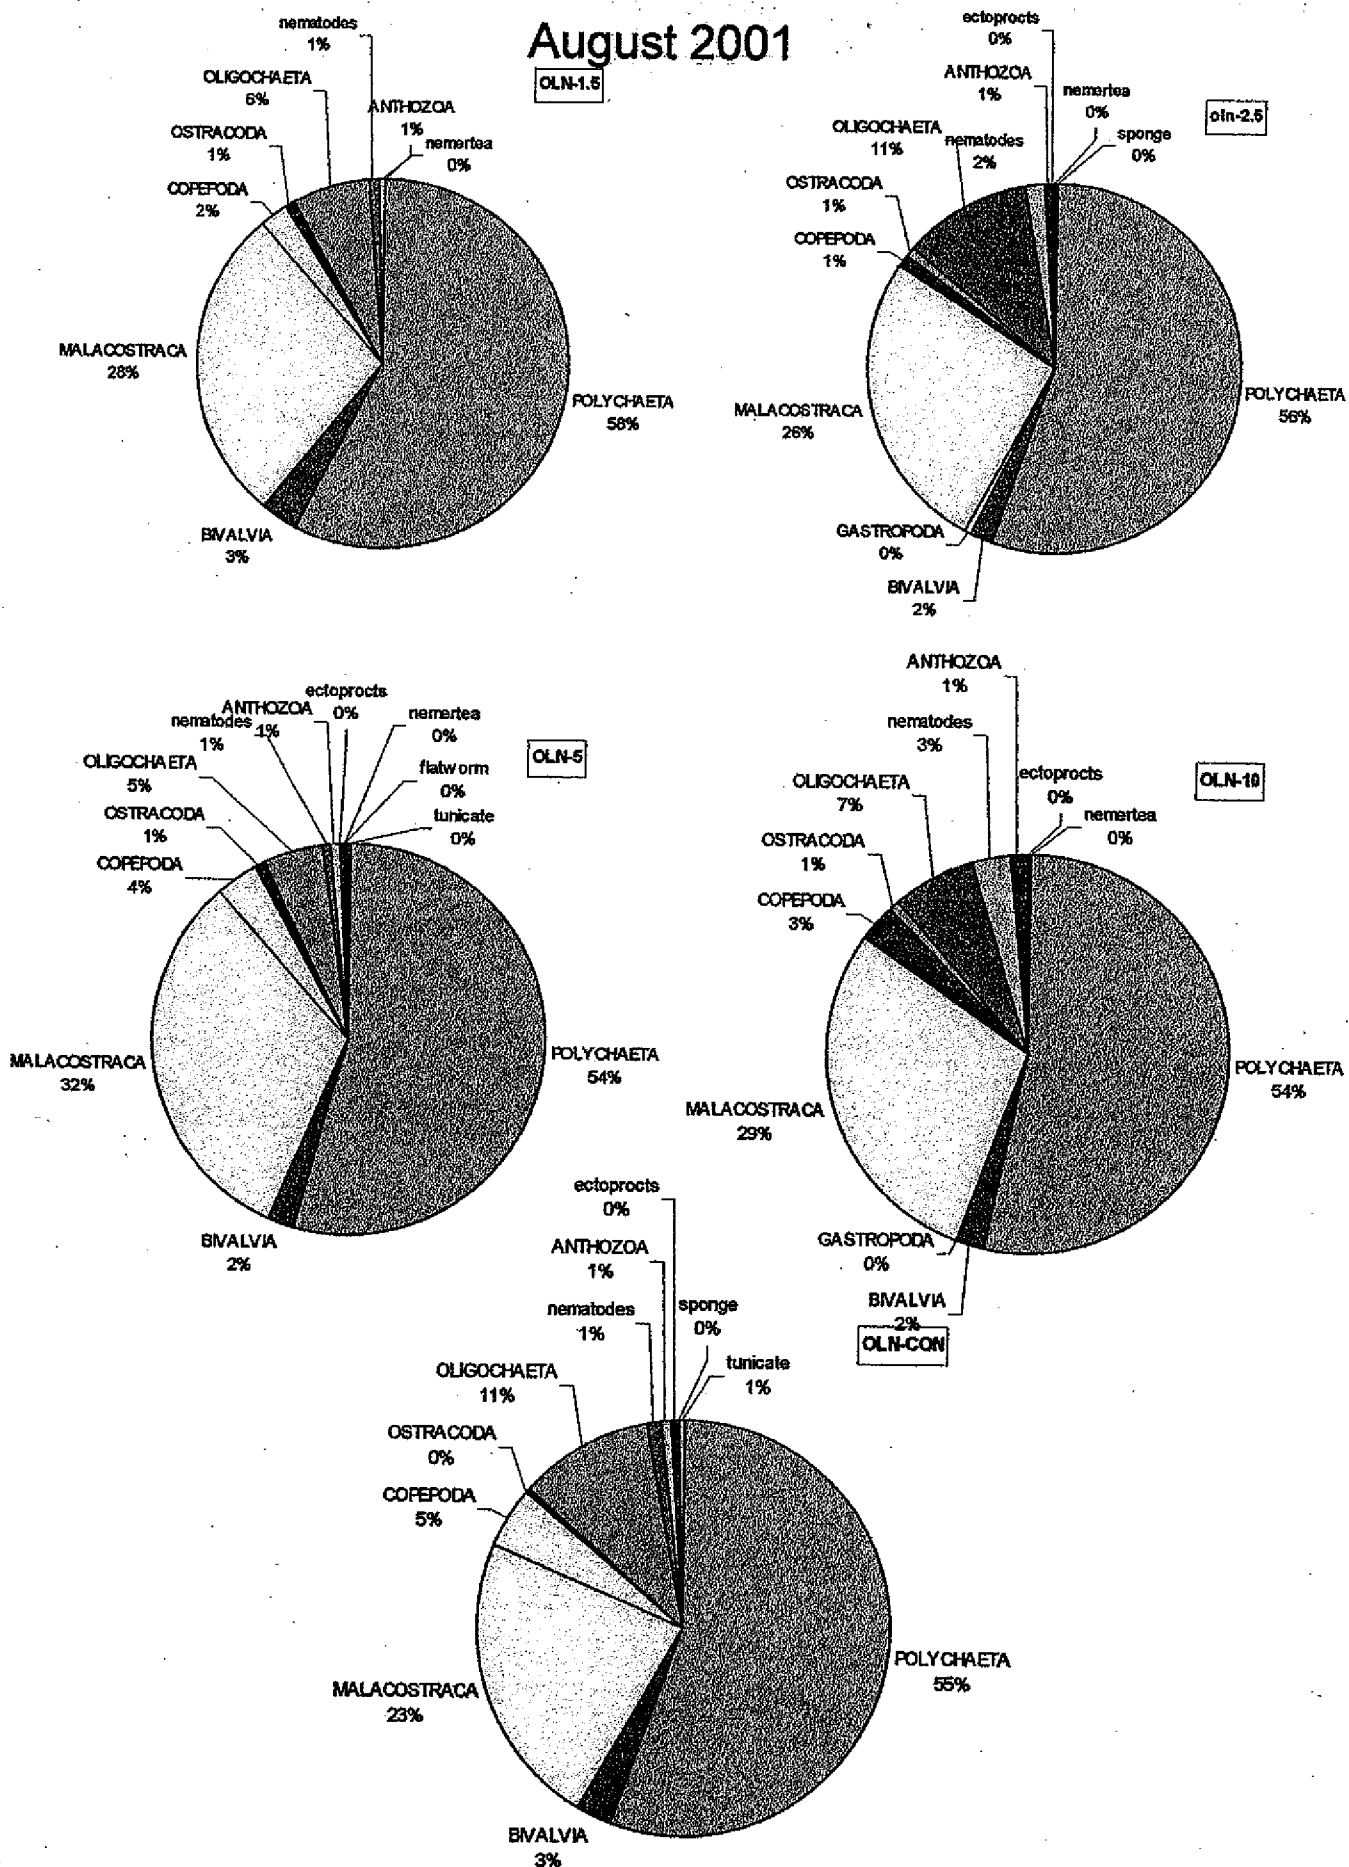 August 2001
OLN-1.5
nematodes
1%
OLIGOCHAETA
6%
OSTRACODA
1%
COPEPODA
2%
ANTHOZOA
1%
nemertea
0%
MALACOSTRACA
28%
POLYCHAETA
58%
BIVALVIA
3%
oln-2.5
ectoprocts
0%
ANTHOZOA
1%
nemertea
0%
sponge
0%
OLIGOCHAETA
11%
nematodes
2%
OSTRACODA
1%
COPEPODA
1%
MALACOSTRACA
26%
POLYCHAETA
56%
GASTROPODA
0%
BIVALVIA
2%
OLN-5
ectoprocts
0%
ANTHOZOA
1%
nematodes
1%
nemertea
0%
flatworm
0%
tunicate
0%
OLIGOCHAETA
5%
OSTRACODA
1%
COPEPODA
4%
MALACOSTRACA
32%
POLYCHAETA
54%
BIVALVIA
2%
OLN-10
ANTHOZOA
1%
nematodes
3%
ectoprocts
0%
nemertea
0%
OLIGOCHAETA
7%
OSTRACODA
1%
COPEPODA
3%
MALACOSTRACA
29%
POLYCHAETA
54%
GASTROPODA
0%
BIVALVIA
2%
OLN-CON
ectoprocts
0%
ANTHOZOA
1%
nematodes
1%
sponge
0%
tunicate
1%
OLIGOCHAETA
11%
OSTRACODA
0%
COPEPODA
5%
MALACOSTRACA
23%
POLYCHAETA
55%
BIVALVIA
3%